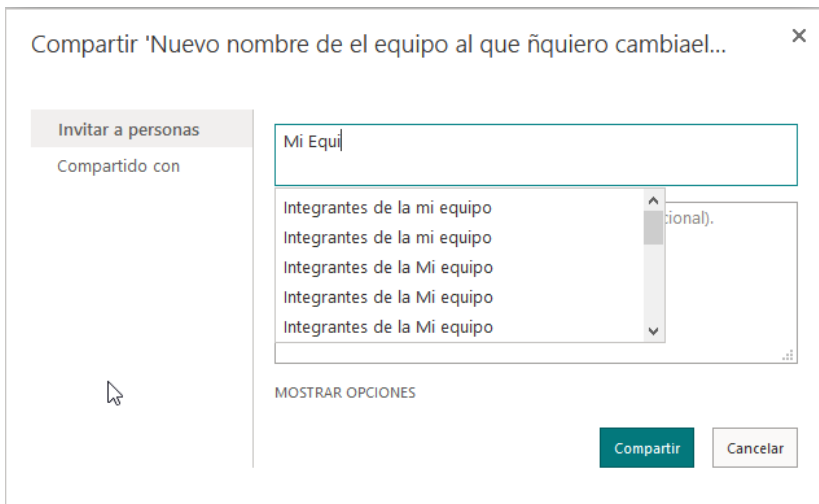 Compartir 'Nuevo nombre de el equipo al que ñquiero cambiael...
Invitar a personas
Compartido con
Mi Equi
Integrantes de la mi equipo
Integrantes de la mi equipo
Integrantes de la Mi equipo
Integrantes de la Mi equipo
Integrantes de la Mi equipo
cional).
MOSTRAR OPCIONES
Compartir
Cancelar